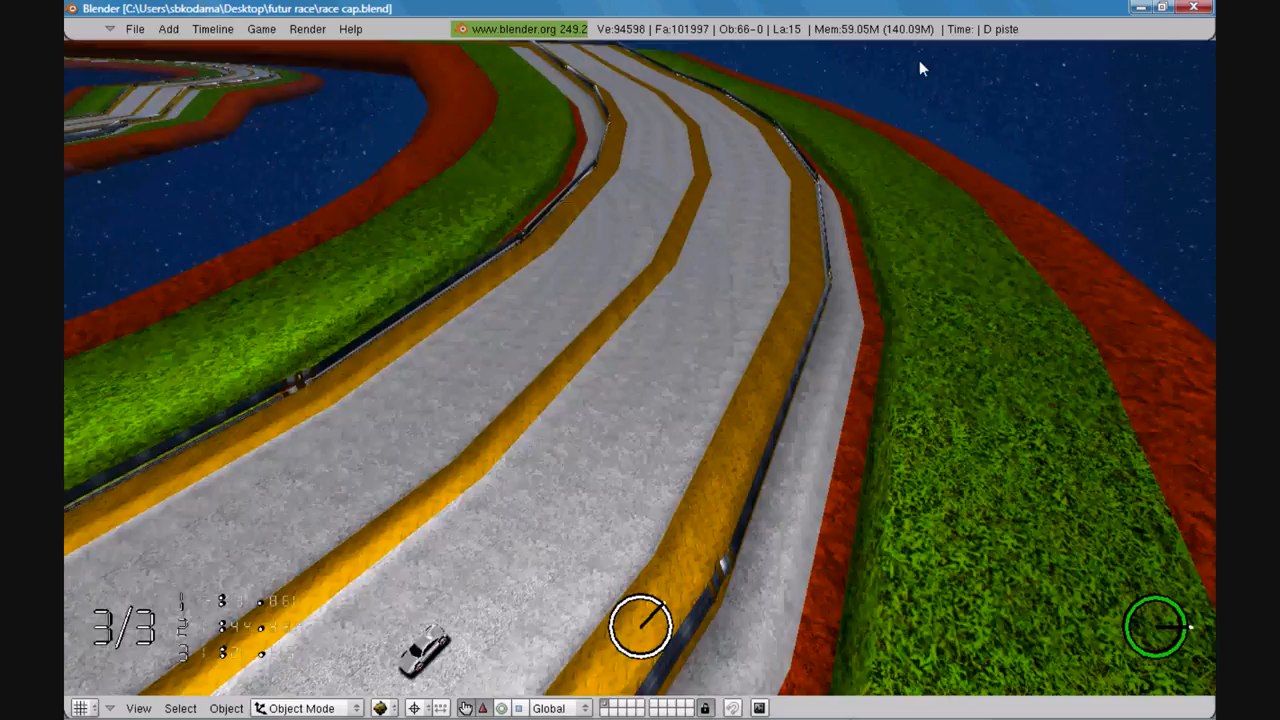 Blender [C:\Users\sbkodama\Desktop\futur race\race cap.blend]
File Add Timeline Game Render Help www.blender.org 249.2 Ve:94598 | Fa:101997 | Ob:66-0 | La:15 | Mem:59.05M (140.09M) | Time: | D piste
3/3
View Select Object Object Mode Global